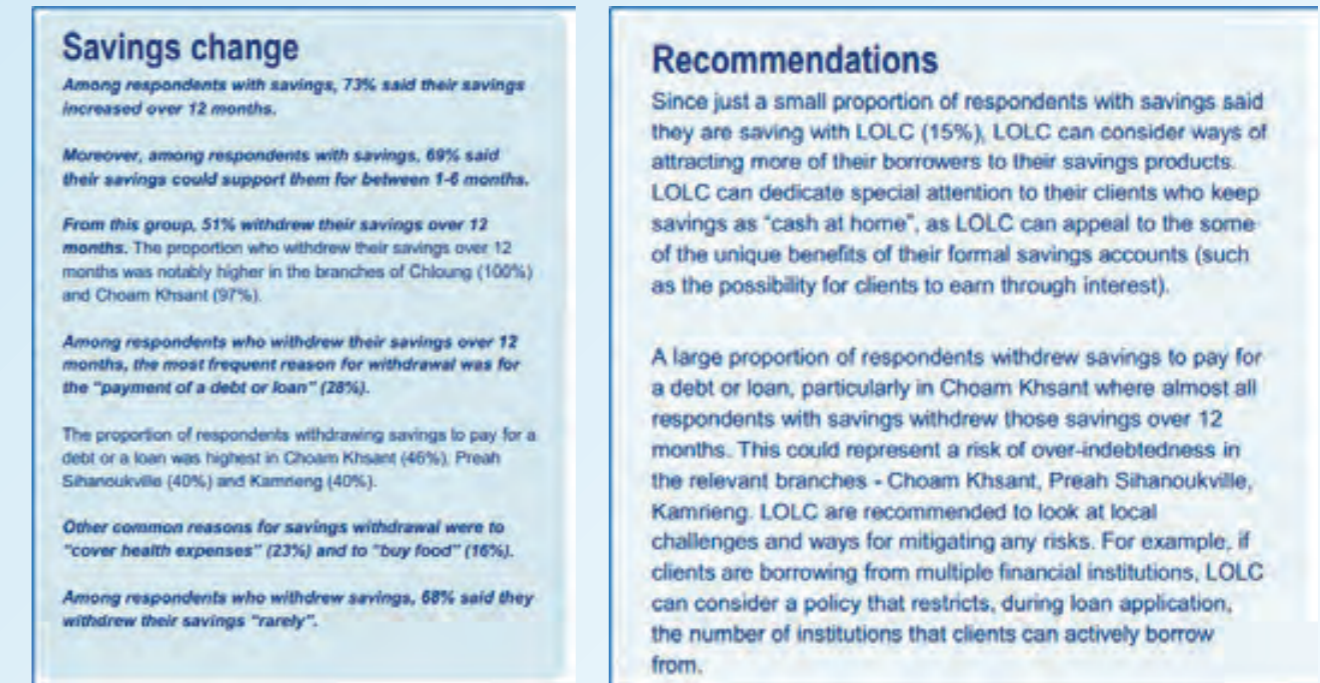 Savings change
Among respondents with savings, 73% said their savings
increased over 12 months.
Moreover, among respondents with savings, 69% said
their savings could support them for between 1-6 months.
From this group, 51% withdrew their savings over 12
months. The proportion who withdrew their savings over 12
months was notably higher in the branches of Chloung (100%)
and Choam Khsant (97%).
Among respondents who withdrew their savings over 12
months, the most frequent reason for withdrawal was for
the "payment of a debt or loan" (28%).
The proportion of respondents withdrawing savings to pay for a
debt or a loan was highest in Choam Khsant (46%), Preah
Sihanoukville (40%) and Kamrieng (40%).
Other common reasons for savings withdrawal were to
"cover health expenses" (23%) and to "buy food" (16%).
Among respondents who withdrew savings, 68% said they
withdrew their savings "rarely".
Recommendations
Since just a small proportion of respondents with savings said
they are saving with LOLC (15%), LOLC can consider ways of
attracting more of their borrowers to their savings products.
LOLC can dedicate special attention to their clients who keep
savings as "cash at home", as LOLC can appeal to the some
of the unique benefits of their formal savings accounts (such
as the possibility for clients to earn through interest).
A large proportion of respondents withdrew savings to pay for
a debt or loan, particularly in Choam Khsant where almost all
respondents with savings withdrew those savings over 12
months. This could represent a risk of over-indebtedness in
the relevant branches - Choam Khsant, Preah Sihanoukville,
Kamrieng. LOLC are recommended to look at local
challenges and ways for mitigating any risks. For example, if
clients are borrowing from multiple financial institutions, LOLC
can consider a policy that restricts, during loan application,
the number of institutions that clients can actively borrow
from.